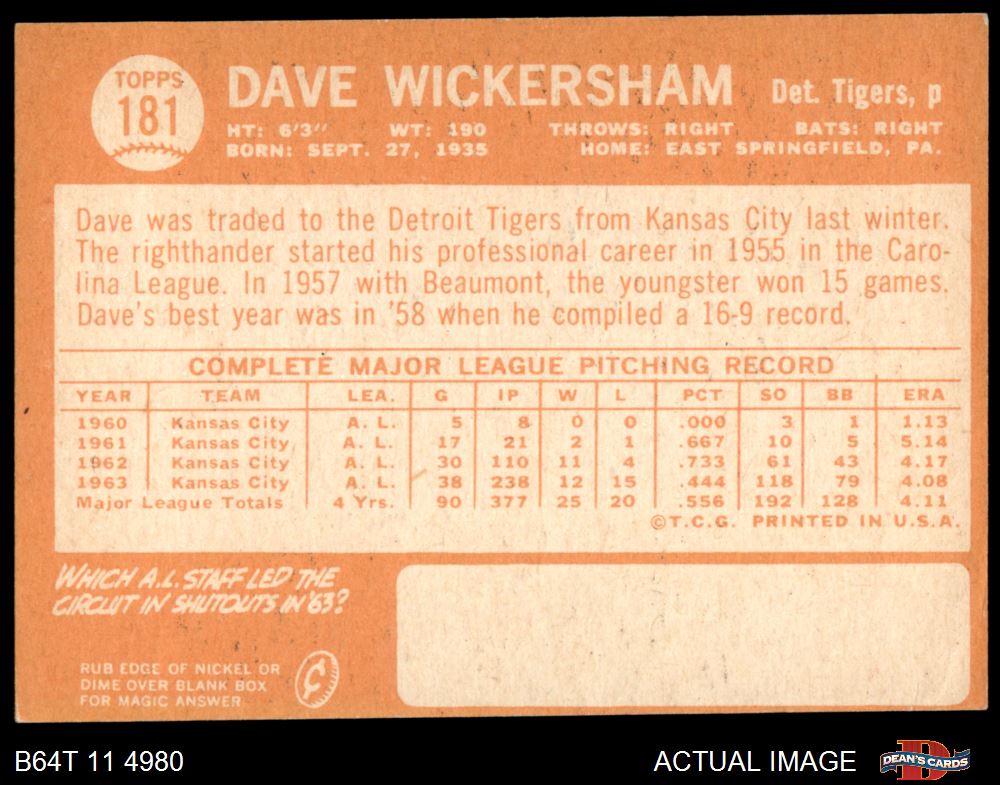 TOPPS
181
DAVE WICKERSHAM Det. Tigers, p
HT: 6'3" WT: 190 THROWS: RIGHT BATS: RIGHT
BORN: SEPT. 27, 1935 HOME: EAST SPRINGFIELD, PA.
Dave was traded to the Detroit Tigers from Kansas City last winter.
The righthander started his professional career in 1955 in the Caro-
lina League. In 1957 with Beaumont, the youngster won 15 games.
Dave's best year was in '58 when he compiled a 16-9 record.
COMPLETE MAJOR LEAGUE PITCHING RECORD
YEAR TEAM LEA. G IP W L PCT SO BB ERA
1960 Kansas City A. L. 5 8 0 0 .000 3 1 1.13
1961 Kansas City A. L. 17 21 2 1 .667 10 5 5.14
1962 Kansas City A. L. 30 110 11 4 .733 61 43 4.17
1963 Kansas City A. L. 38 238 12 15 .444 118 79 4.08
Major League Totals 4 Yrs. 90 377 25 20 .556 192 128 4.11
©T.C.G. PRINTED IN U.S.A.
WHICH A.L. STAFF LED THE
CIRCUIT IN SHUTOUTS IN '63?
RUB EDGE OF NICKEL OR
DIME OVER BLANK BOX
FOR MAGIC ANSWER
B64T 11 4980 ACTUAL IMAGE DEAN'S CARDS